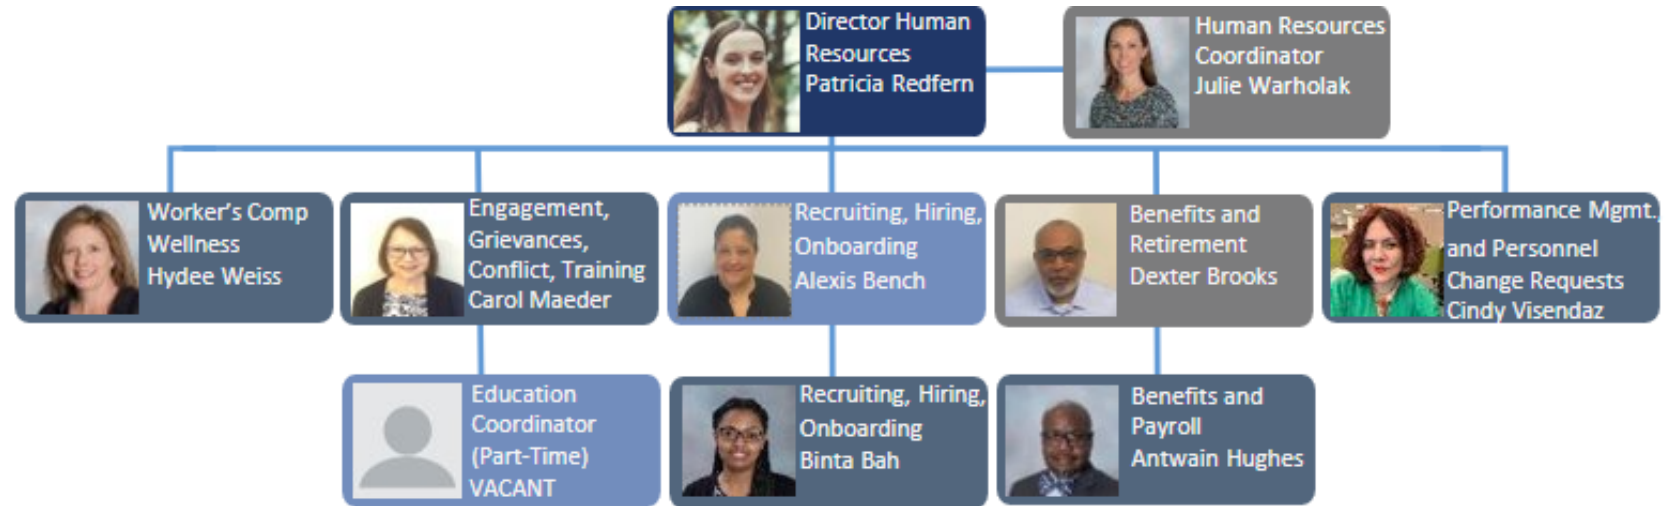 Director Human
Resources
Patricia Redfern
Human Resources
Coordinator
Julie Warholak
Worker's Comp
Wellness
Hydee Weiss
Engagement,
Grievances,
Conflict, Training
Carol Maeder
Recruiting, Hiring,
Onboarding
Alexis Bench
Benefits and
Retirement
Dexter Brooks
Performance Mgmt.,
and Personnel
Change Requests
Cindy Visendaz
Education
Coordinator
(Part-Time)
VACANT
Recruiting, Hiring,
Onboarding
Binta Bah
Benefits and
Payroll
Antwain Hughes